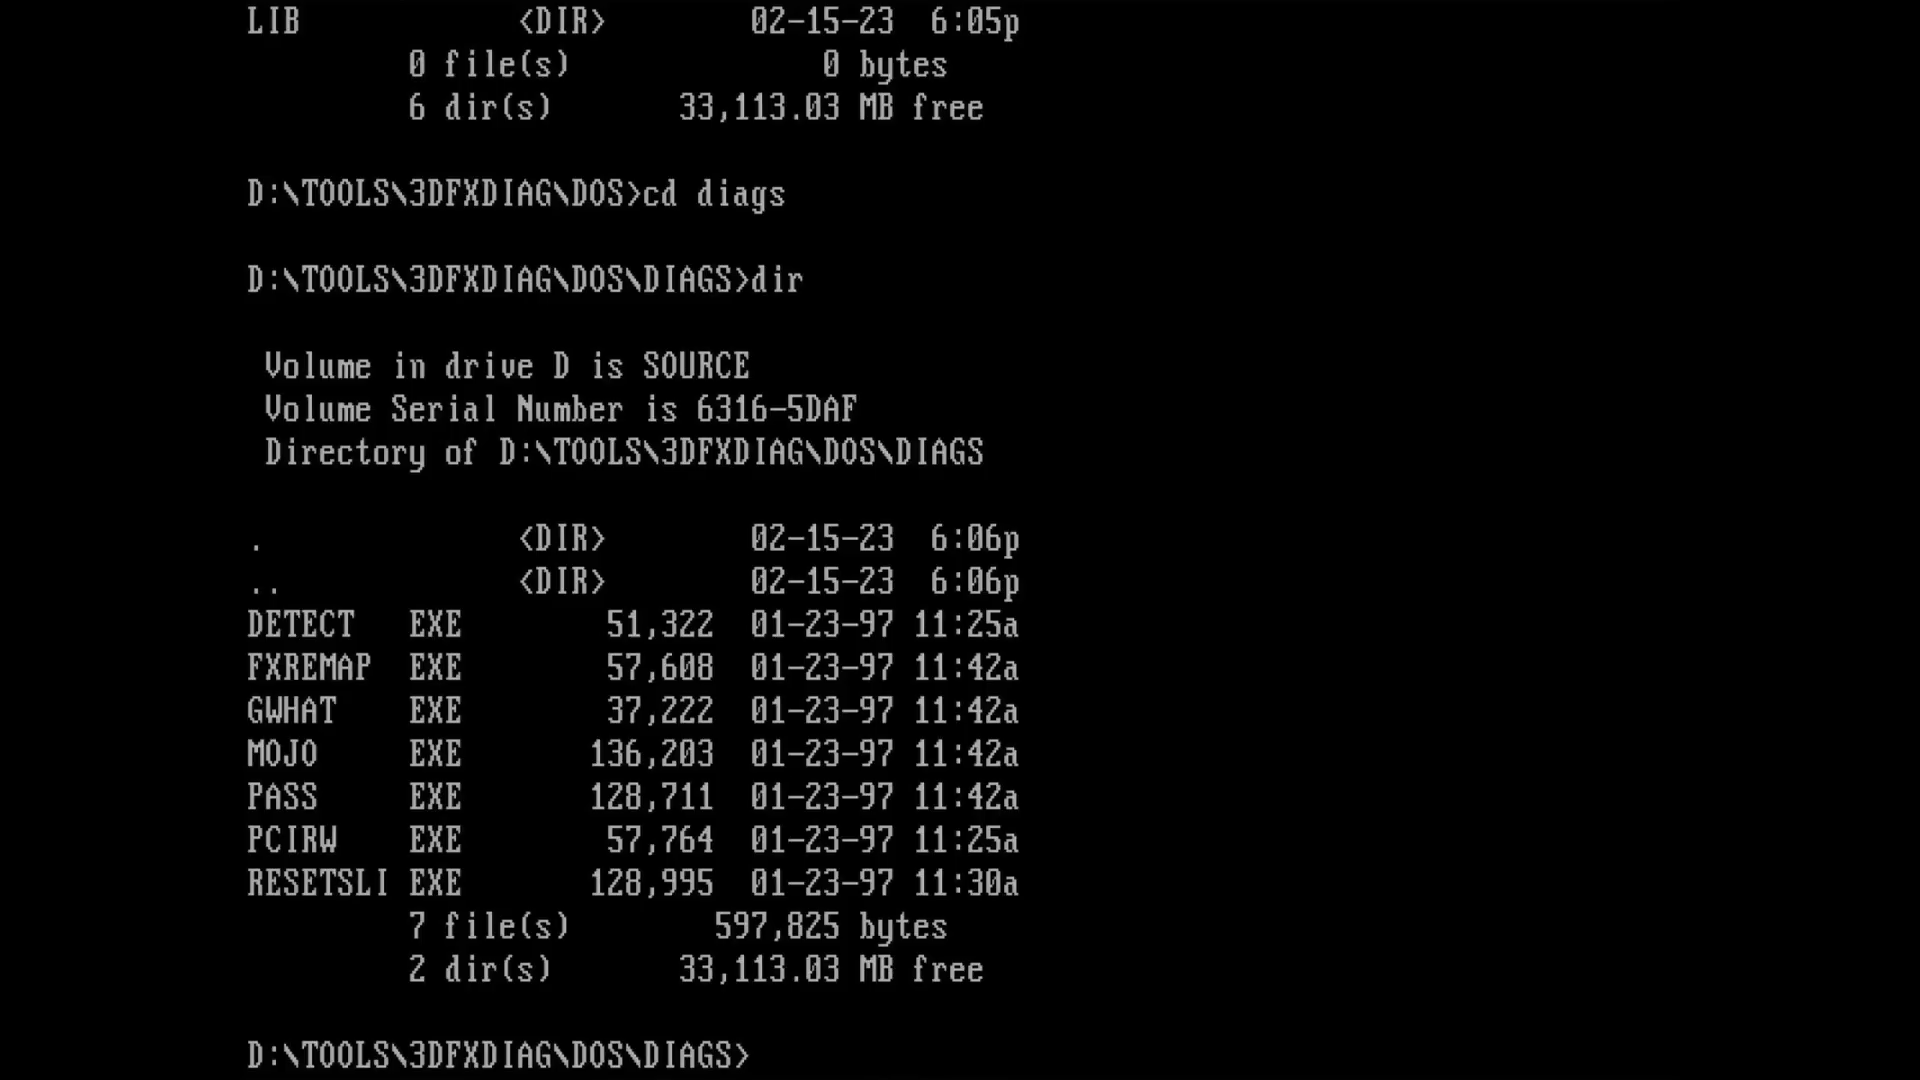 LIB <DIR> 02-15-23 6:05p
0 file(s) 0 bytes
6 dir(s) 33,113.03 MB free
D:\TOOLS\3DFXDIAG\DOS>cd diags
D:\TOOLS\3DFXDIAG\DOS\DIAGS>dir
Volume in drive D is SOURCE
Volume Serial Number is 6316-5DAF
Directory of D:\TOOLS\3DFXDIAG\DOS\DIAGS
. <DIR> 02-15-23 6:06p
.. <DIR> 02-15-23 6:06p
DETECT EXE 51,322 01-23-97 11:25a
FXREMAP EXE 57,608 01-23-97 11:42a
GWHAT EXE 37,222 01-23-97 11:42a
MOJO EXE 136,203 01-23-97 11:42a
PASS EXE 128,711 01-23-97 11:42a
PCIRW EXE 57,764 01-23-97 11:25a
RESETSLI EXE 128,995 01-23-97 11:30a
7 file(s) 597,825 bytes
2 dir(s) 33,113.03 MB free
D:\TOOLS\3DFXDIAG\DOS\DIAGS>